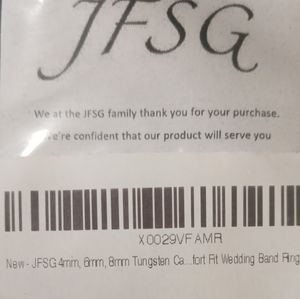 JFSG
We at the JFSG family thank you for your purchase.
e're confident that our product will serve you
X0029VFAMR
New - JFSG 4mm, 6mm, 8mm Tungsten Ca...fort Fit Wedding Band Ring